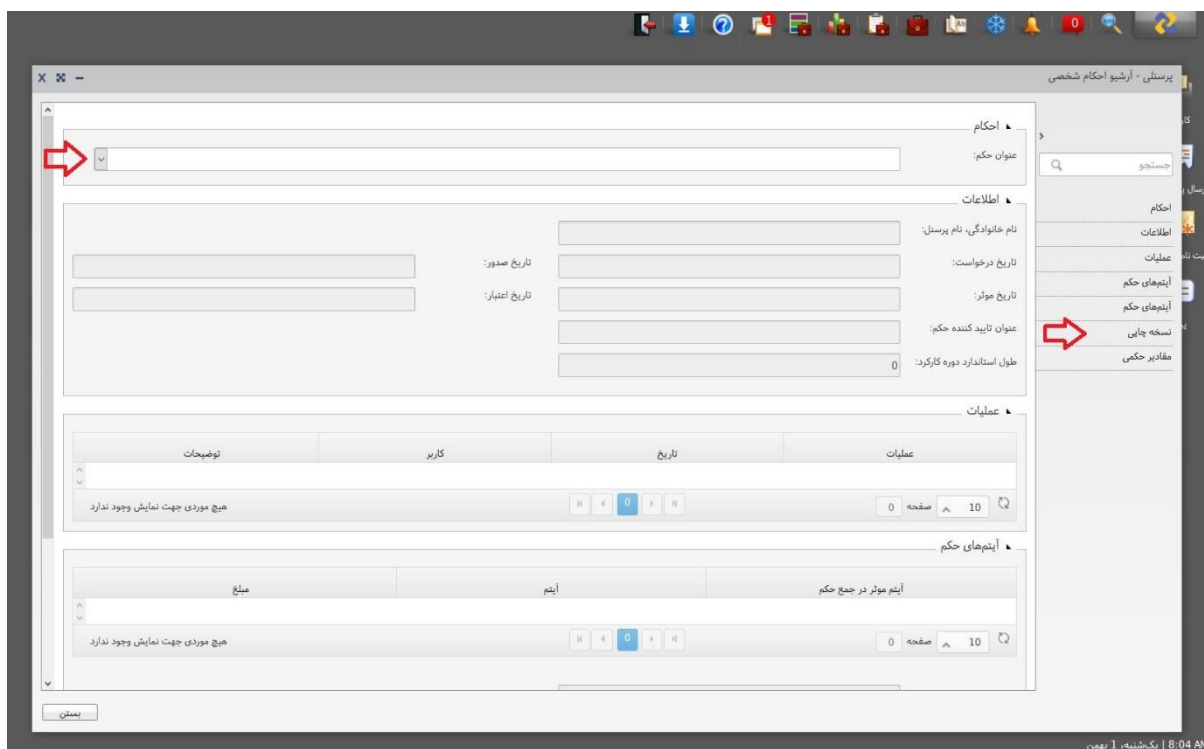 1
0
پرسنلی - آرشیو احکام شخصی
جستجو
احکام
اطلاعات
عملیات
آیتم‌های حکم
آیتم‌های حکم
نسخه چاپی
مقادیر حکمی
احکام
عنوان حکم:
اطلاعات
نام خانوادگی، نام پرسنل:
تاریخ درخواست: تاریخ صدور:
تاریخ موثر: تاریخ اعتبار:
عنوان تایید کننده حکم:
طول استاندارد دوره کارکرد: 0
عملیات
عملیات تاریخ کاربر توضیحات
10 صفحه 0 0 هیچ موردی جهت نمایش وجود ندارد
آیتم‌های حکم
آیتم موثر در جمع حکم آیتم مبلغ
10 صفحه 0 0 هیچ موردی جهت نمایش وجود ندارد
بستن
8:04 | یک‌شنبه، 1 بهمن